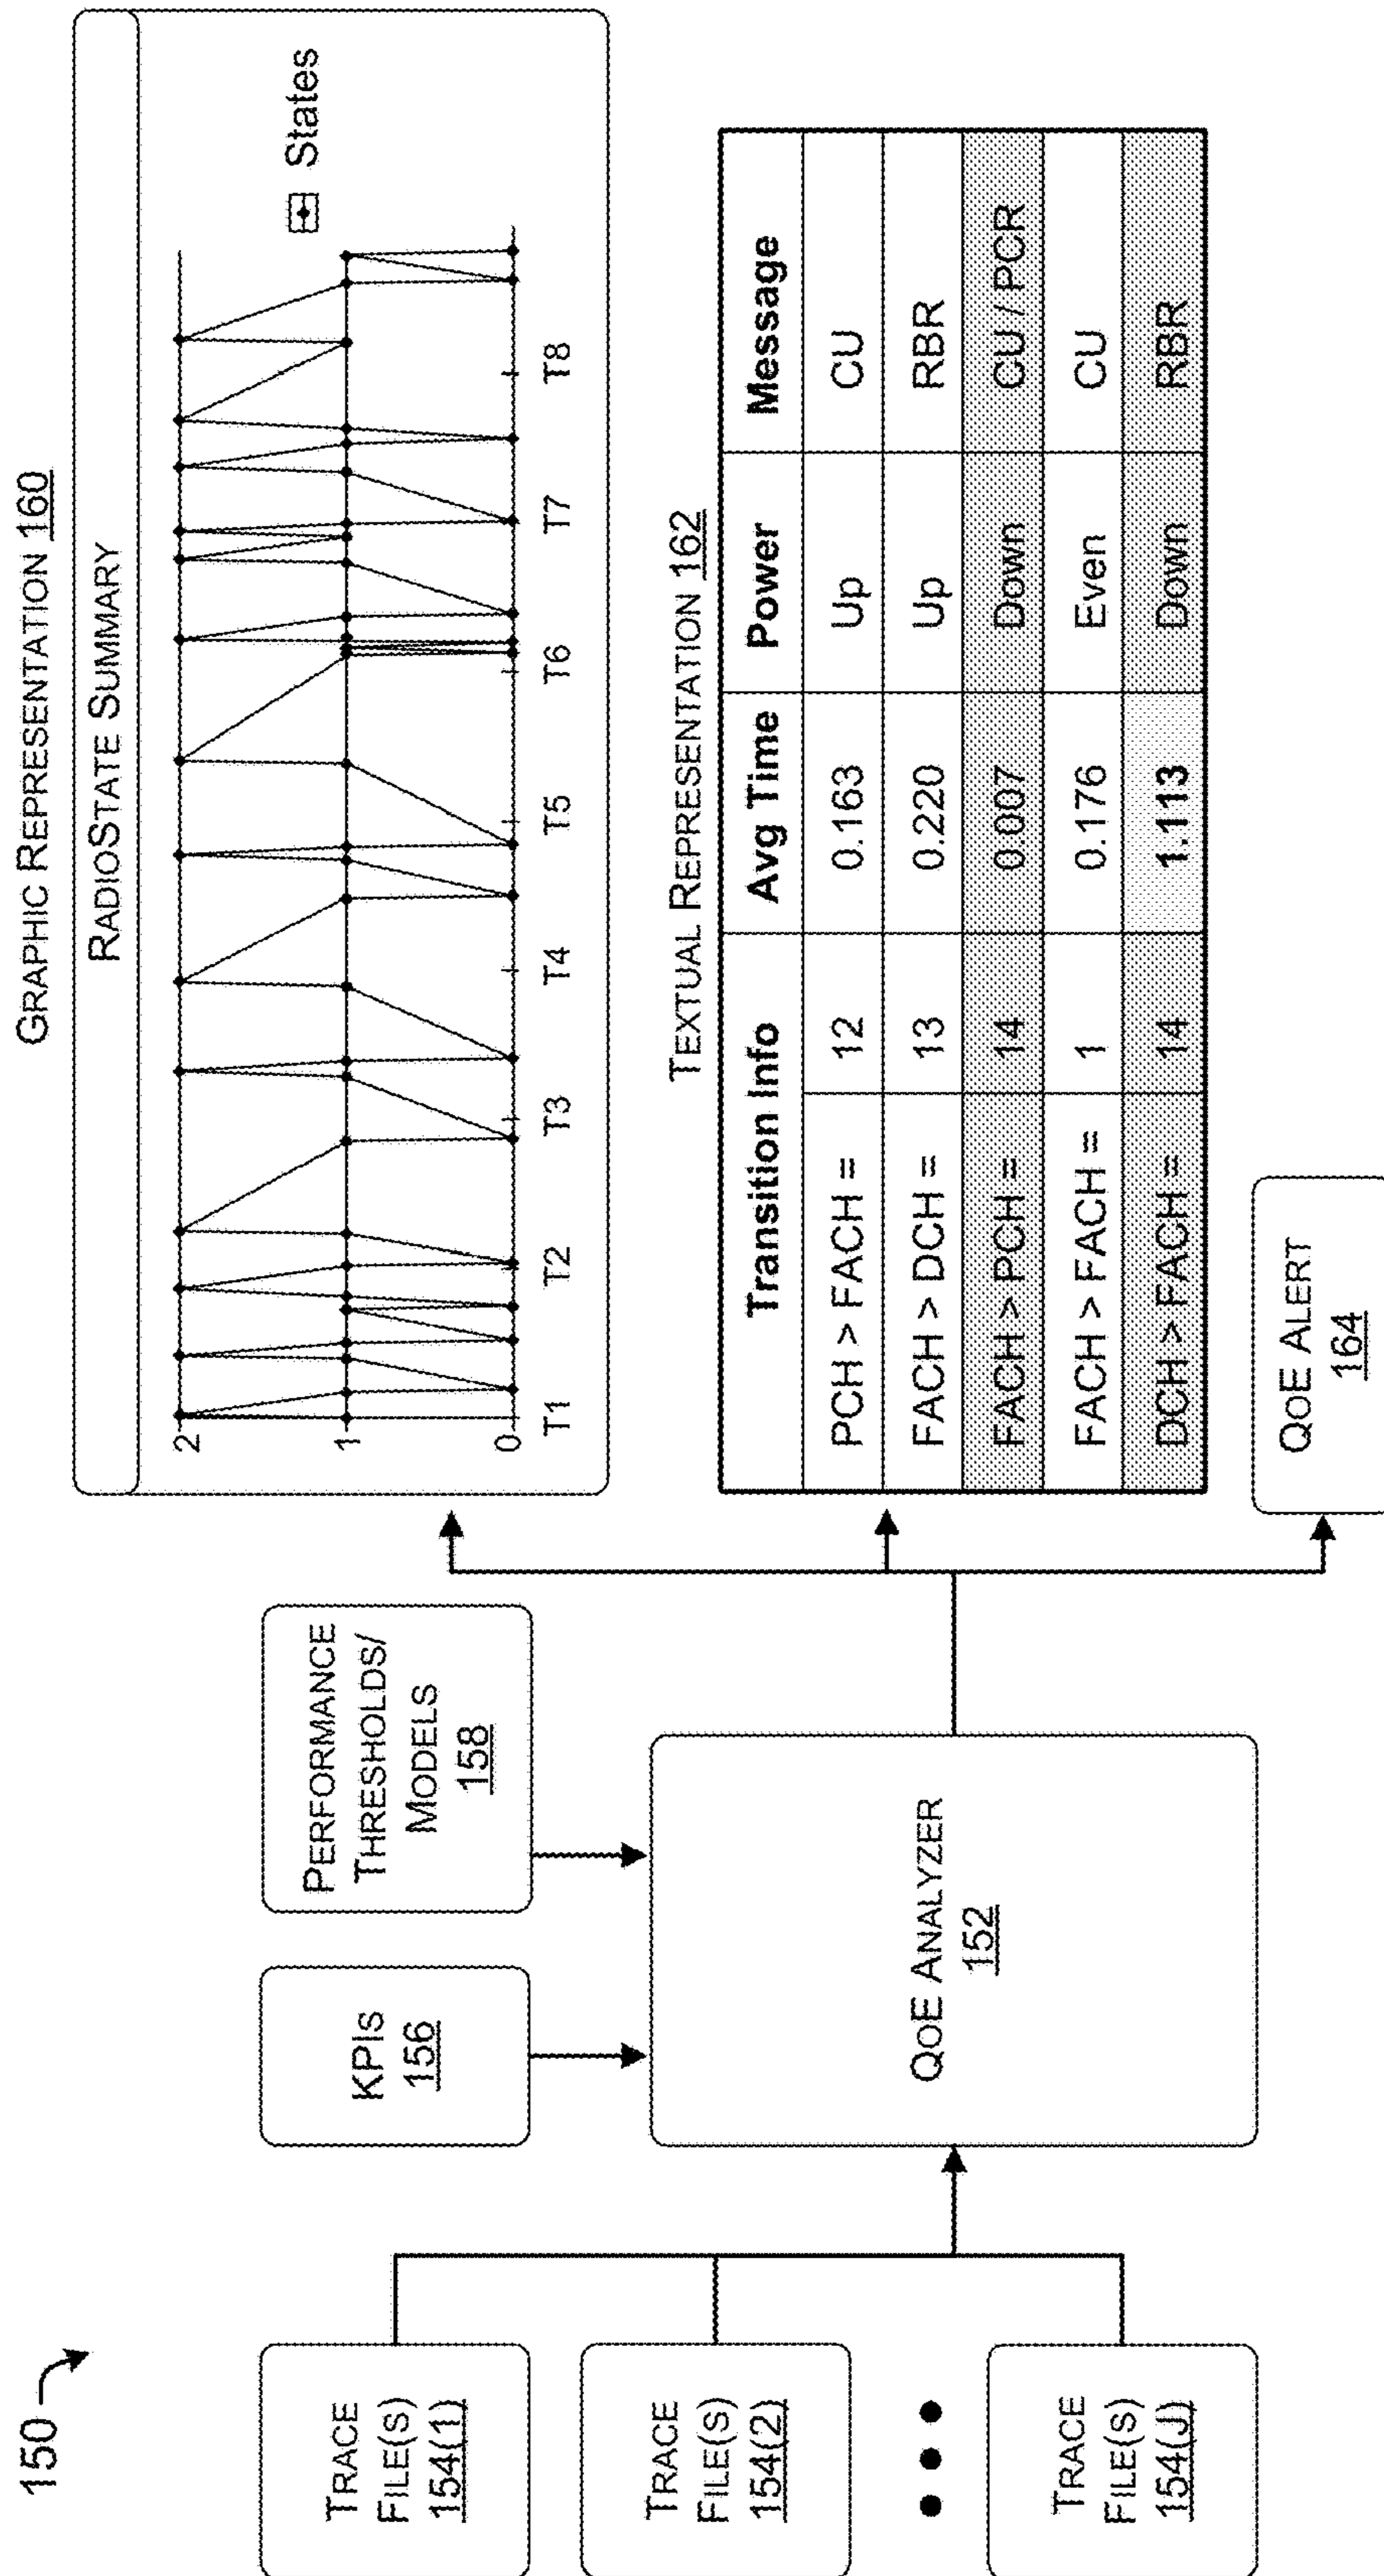 150
TRACE
FILE(S)
154(1)
TRACE
FILE(S)
154(2)
TRACE
FILE(S)
154(J)
KPIS
156
PERFORMANCE
THRESHOLDS/
MODELS
158
QOE ANALYZER
152
GRAPHIC REPRESENTATION 160
RADIOSTATE SUMMARY
2
1
0
T1 T2 T3 T4 T5 T6 T7 T8
States
TEXTUAL REPRESENTATION 162
Transition Info Avg Time Power Message
PCH > FACH = 12 0.163 Up CU
FACH > DCH = 13 0.220 Up RBR
FACH > PCH = 14 0.007 Down CU / PCR
FACH > FACH = 1 0.176 Even CU
DCH > FACH = 14 1.113 Down RBR
QOE ALERT
164